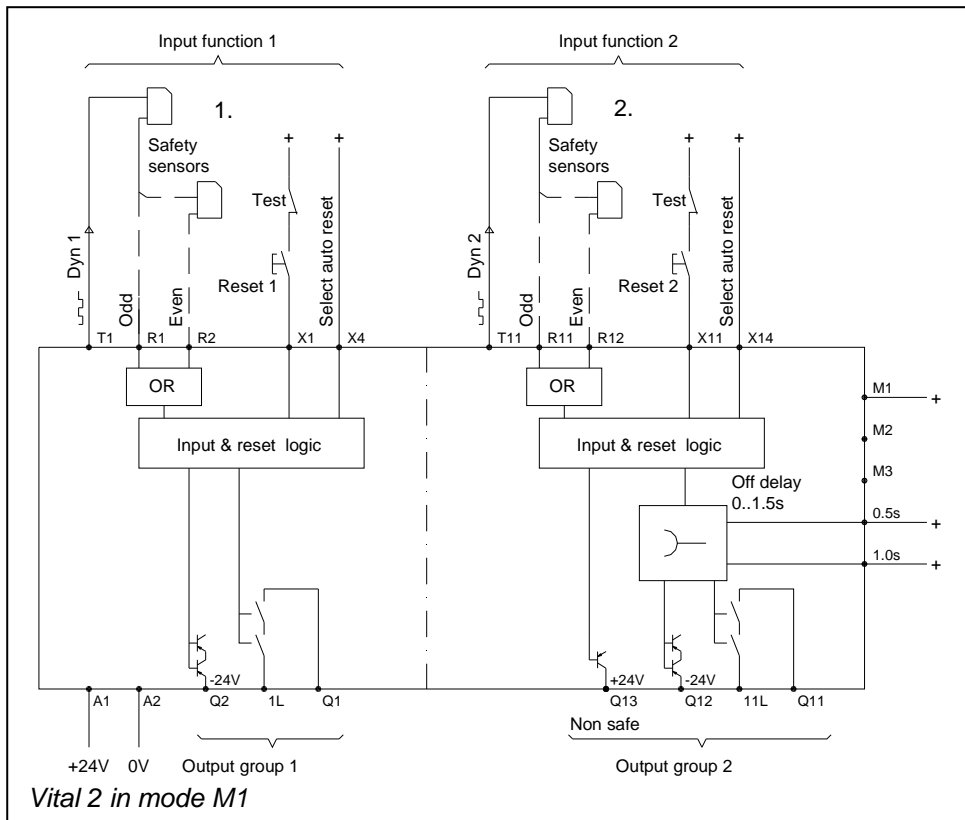 Input function 1
Input function 2
1.
2.
+
+
+
+
Safety
sensors
Safety
sensors
Test
Test
Dyn 1
Select auto reset
Dyn 2
Select auto reset
Reset 1
Reset 2
Odd
Even
Odd
Even
T1
R1
R2
X1
X4
T11
R11
R12
X11
X14
OR
OR
M1
+
Input & reset logic
Input & reset logic
M2
Off delay
0..1.5s
M3
0.5s
+
1.0s
+
-24V
+24V
-24V
A1
A2
Q2
1L
Q1
Q13
Q12
11L
Q11
Non safe
+24V
0V
Output group 1
Output group 2
Vital 2 in mode M1